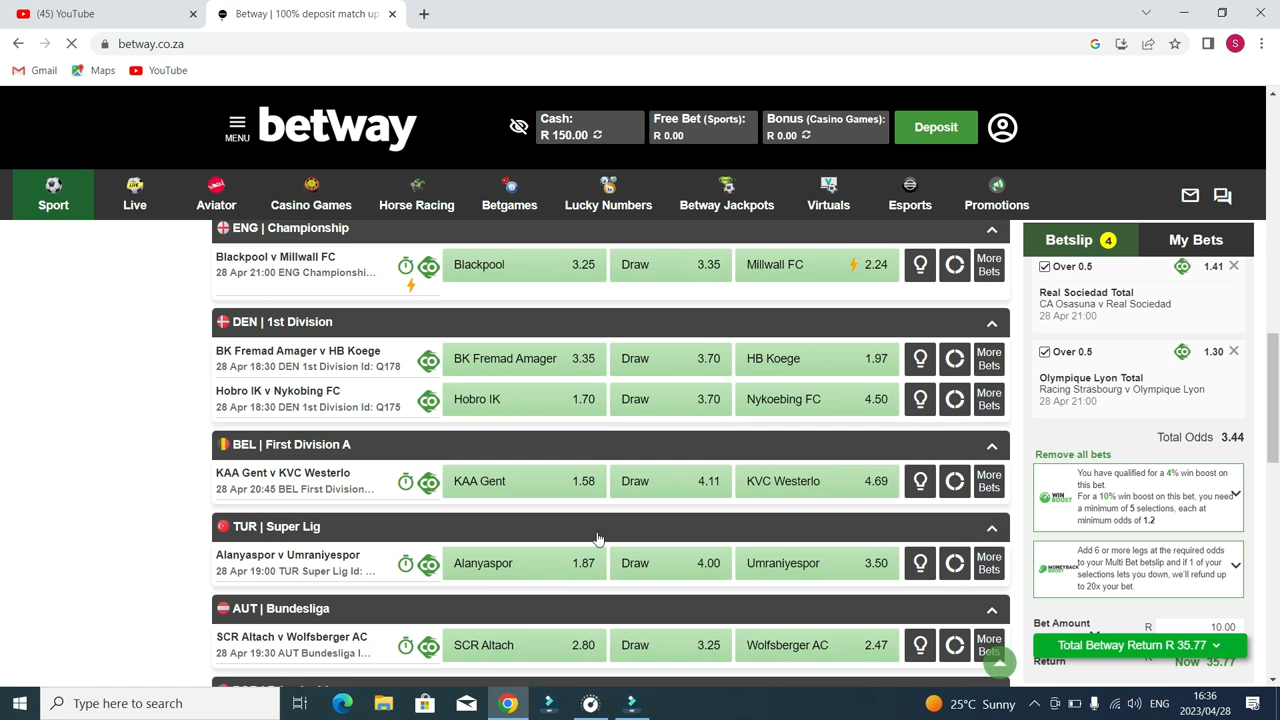 (45) YouTube
Betway | 100% deposit match up
betway.co.za
S
Gmail
Maps
YouTube
MENU
betway
Cash:
R 150.00
Free Bet (Sports):
R 0.00
Bonus (Casino Games):
R 0.00
Deposit
Sport
LIVE
Live
Aviator
Casino Games
Horse Racing
Betgames
Lucky Numbers
Betway Jackpots
Virtuals
Esports
Promotions
ENG | Championship
Blackpool v Millwall FC
28 Apr 21:00 ENG Championshi...
Blackpool 3.25
Draw 3.35
Millwall FC 2.24
More Bets
DEN | 1st Division
BK Fremad Amager v HB Koege
28 Apr 18:30 DEN 1st Division Id: Q178
BK Fremad Amager 3.35
Draw 3.70
HB Koege 1.97
More Bets
Hobro IK v Nykobing FC
28 Apr 18:30 DEN 1st Division Id: Q175
Hobro IK 1.70
Draw 3.70
Nykoebing FC 4.50
More Bets
BEL | First Division A
KAA Gent v KVC Westerlo
28 Apr 20:45 BEL First Division...
KAA Gent 1.58
Draw 4.11
KVC Westerlo 4.69
More Bets
TUR | Super Lig
Alanyaspor v Umraniyespor
28 Apr 19:00 TUR Super Lig Id: ...
Alanyaspor 1.87
Draw 4.00
Umraniyespor 3.50
More Bets
AUT | Bundesliga
SCR Altach v Wolfsberger AC
28 Apr 19:30 AUT Bundesliga I...
SCR Altach 2.80
Draw 3.25
Wolfsberger AC 2.47
More Bets
Betslip 4
My Bets
Over 0.5 1.41
Real Sociedad Total
CA Osasuna v Real Sociedad
28 Apr 21:00
Over 0.5 1.30
Olympique Lyon Total
Racing Strasbourg v Olympique Lyon
28 Apr 21:00
Total Odds 3.44
Remove all bets
WIN BOOST
You have qualified for a 4% win boost on
this bet.
For a 10% win boost on this bet, you need
a minimum of 5 selections, each at
minimum odds of 1.2
MONEYBACK BOOST
Add 6 or more legs at the required odds
to your Multi Bet betslip and if 1 of your
selections lets you down, we'll refund up
to 20x your bet.
Bet Amount R 10.00
Total Betway Return R 35.77
Return Now 35.77
Type here to search
25°C Sunny
ENG
16:36
2023/04/28